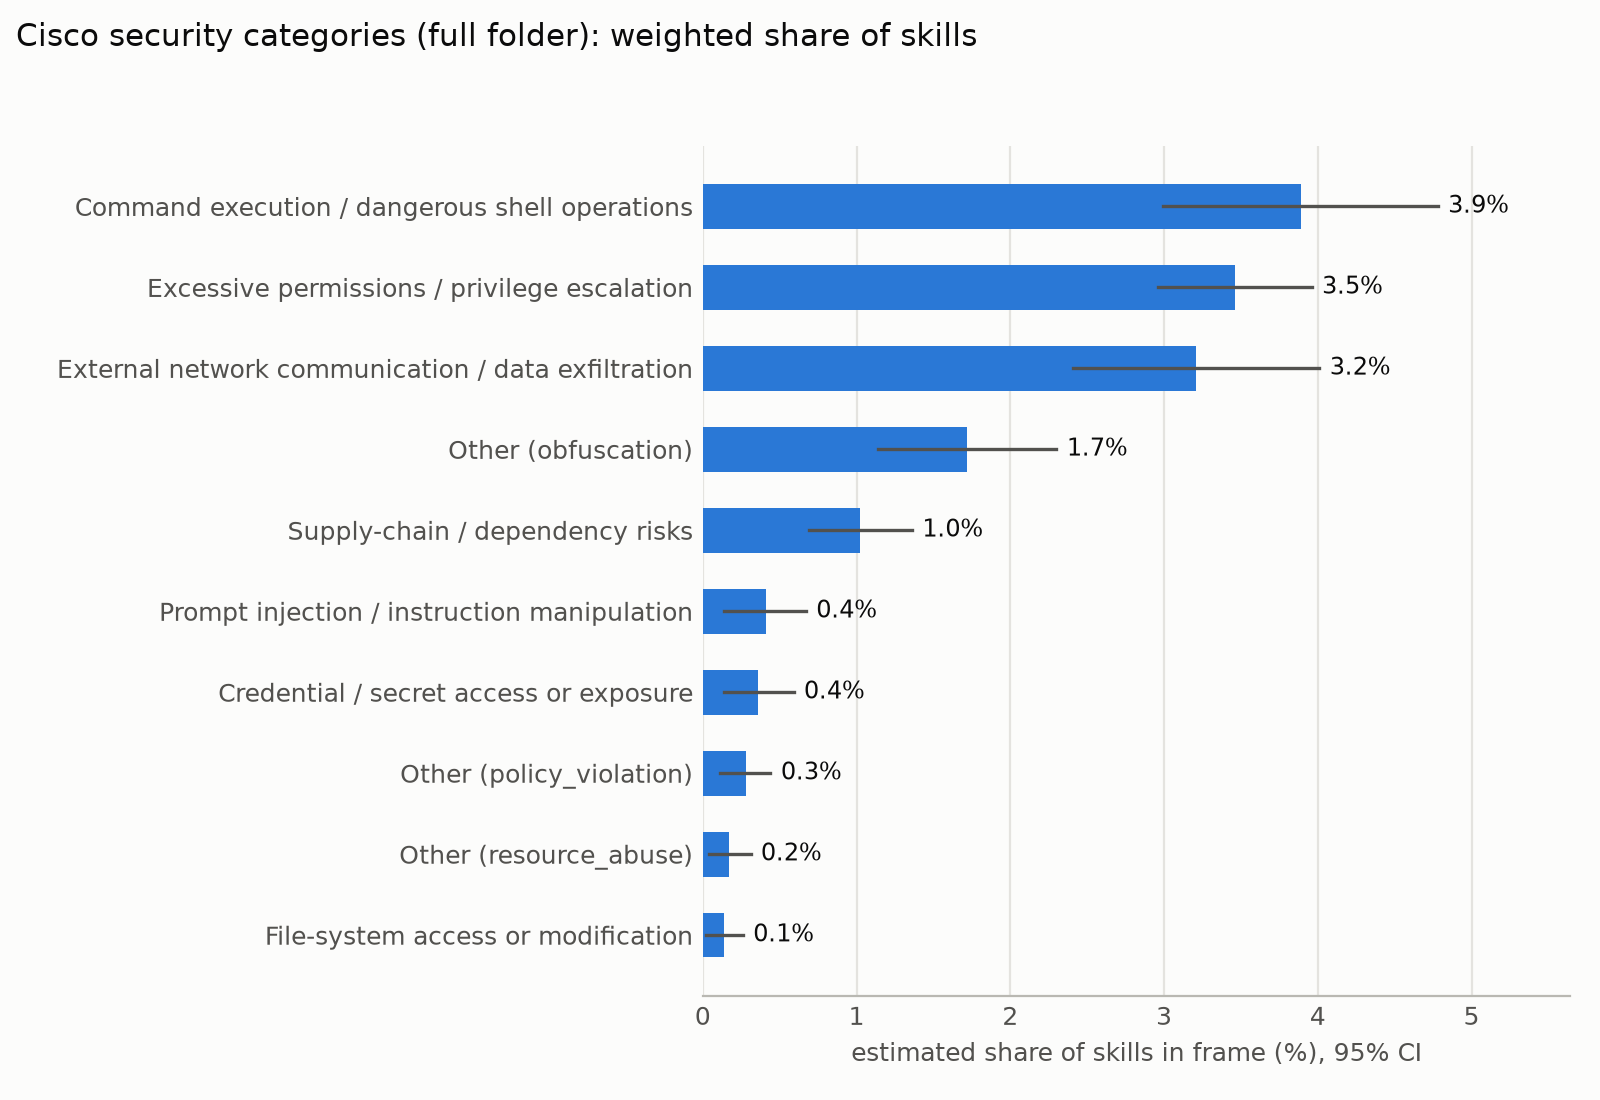 Cisco security categories (full folder): weighted share of skills
Command execution / dangerous shell operations 3.9%
Excessive permissions / privilege escalation 3.5%
External network communication / data exfiltration 3.2%
Other (obfuscation) 1.7%
Supply-chain / dependency risks 1.0%
Prompt injection / instruction manipulation 0.4%
Credential / secret access or exposure 0.4%
Other (policy_violation) 0.3%
Other (resource_abuse) 0.2%
File-system access or modification 0.1%
0 1 2 3 4 5
estimated share of skills in frame (%), 95% CI